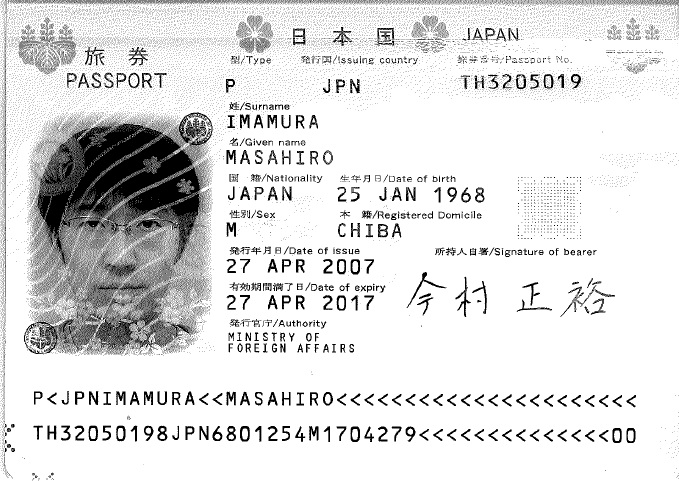 旅券 日本国 JAPAN
PASSPORT
型/Type 発行国/Issuing country 旅券番号/Passport No.
P JPN TH3205019
姓/Surname
IMAMURA
名/Given name
MASAHIRO
国 籍/Nationality 生年月日/Date of birth
JAPAN 25 JAN 1968
性別/Sex 本 籍/Registered Domicile
M CHIBA
発行年月日/Date of issue 所持人自署/Signature of bearer
27 APR 2007
有効期間満了日/Date of expiry
27 APR 2017 今村 正裕
発行官庁/Authority
MINISTRY OF
FOREIGN AFFAIRS
P<JPNIMAMURA<<MASAHIRO<<<<<<<<<<<<<<<<<<<<<<
TH32050198JPN6801254M1704279<<<<<<<<<<<<<<00